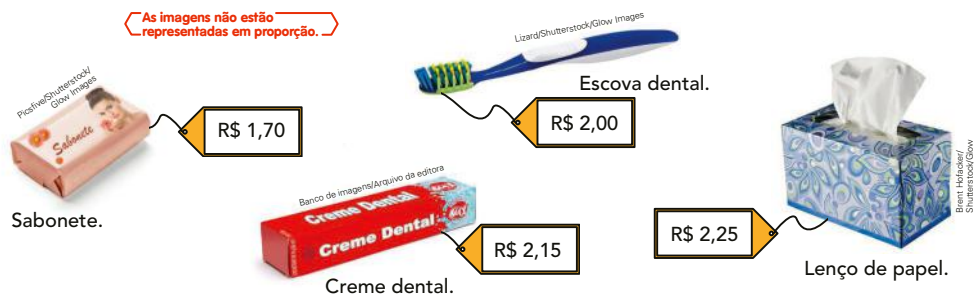 As imagens não estão
representadas em proporção.
Lizard/Shutterstock/Glow Images
Escova dental.
R$ 2,00
Picsfive/Shutterstock/
Glow Images
Sabonete
R$ 1,70
Sabonete.
Banco de imagens/Arquivo da editora
Creme Dental
Creme Dental
R$ 2,15
Creme dental.
R$ 2,25
Brent Hofacker/
Shutterstock/Glow
Lenço de papel.